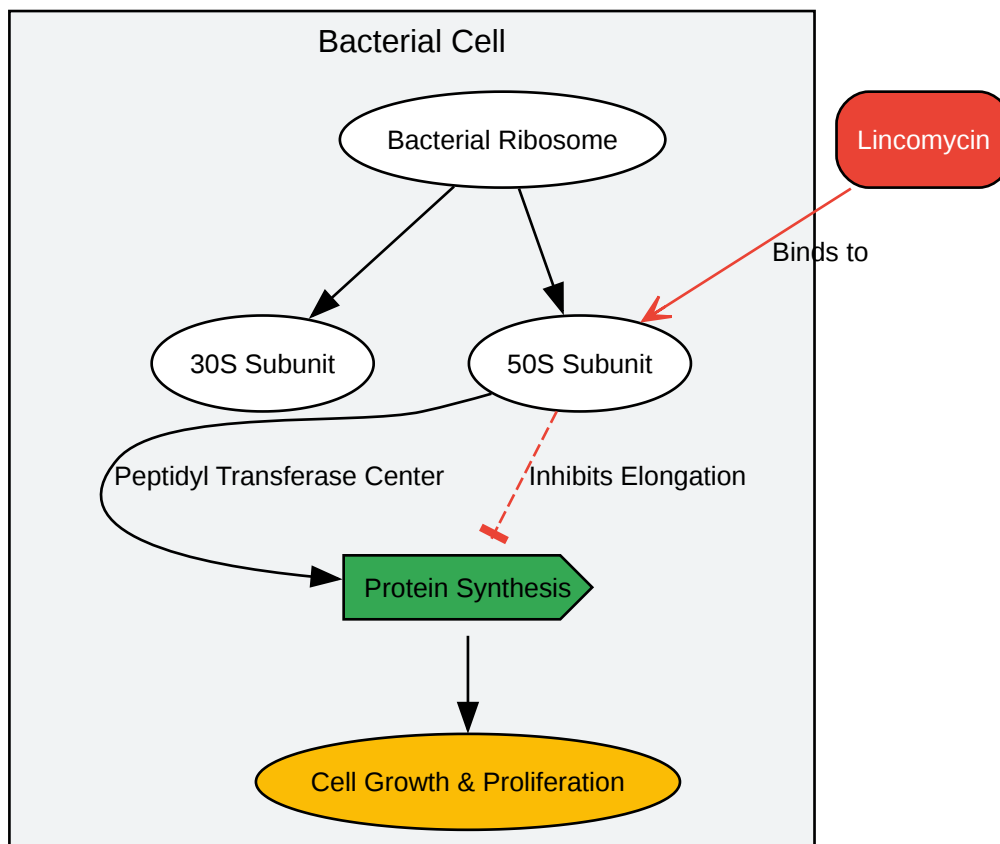 Bacterial Cell
Bacterial Ribosome
Lincomycin
Binds to
30S Subunit
50S Subunit
Peptidyl Transferase Center
Inhibits Elongation
Protein Synthesis
Cell Growth & Proliferation